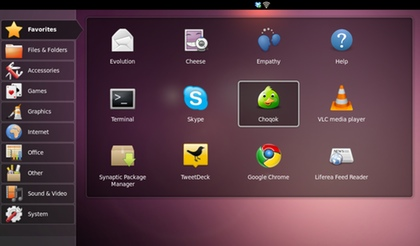 Favorites
Files & Folders
Accessories
Games
Graphics
Internet
Office
Other
Sound & Video
System
Evolution
Cheese
Empathy
Help
Terminal
Skype
Choqok
VLC media player
Synaptic Package
Manager
TweetDeck
Google Chrome
Liferea Feed Reader